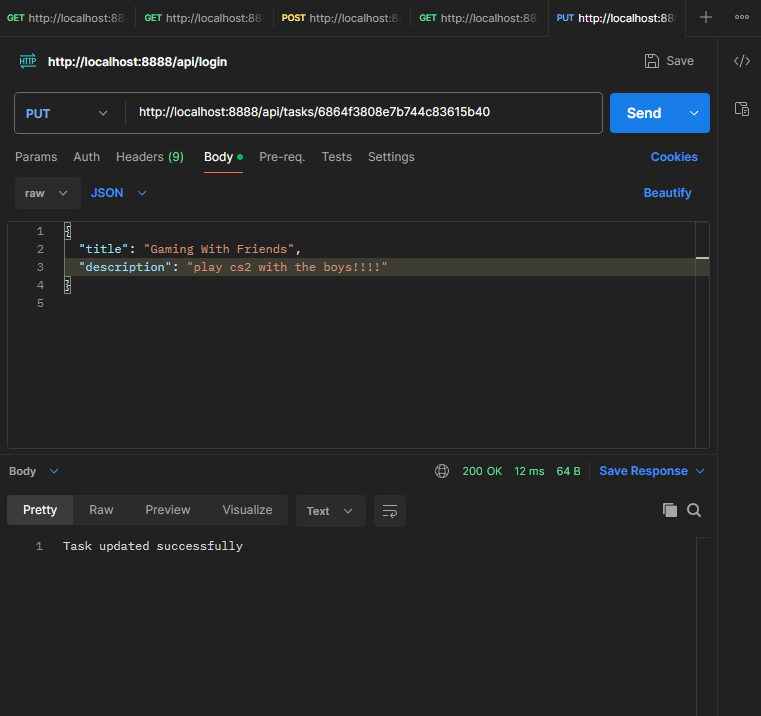 GET http://localhost:88 GET http://localhost:88 POST http://localhost:8 GET http://localhost:88 PUT http://localhost:88
HTTP http://localhost:8888/api/login Save
PUT http://localhost:8888/api/tasks/6864f3808e7b744c83615b40 Send
Params Auth Headers (9) Body Pre-req. Tests Settings Cookies
raw JSON Beautify
1 {
2 "title": "Gaming With Friends",
3 "description": "play cs2 with the boys!!!!"
4 }
5
Body 200 OK 12 ms 64 B Save Response
Pretty Raw Preview Visualize Text
1 Task updated successfully